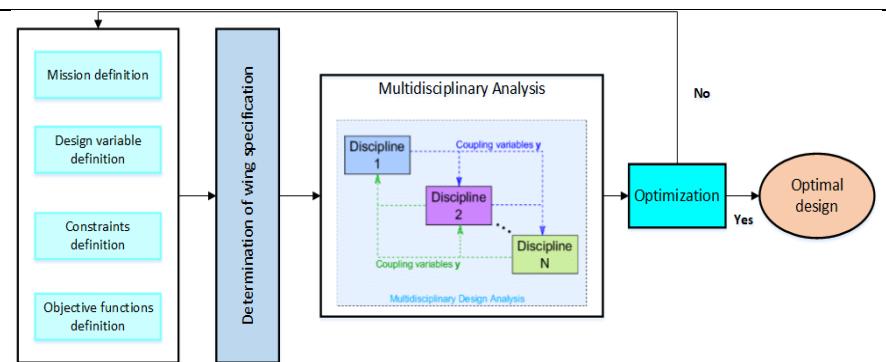 Mission definition
Design variable
definition
Constraints
definition
Objective functions
definition
Determination of wing specification
Multidisciplinary Analysis
Discipline
1
Coupling variables y
Discipline
2
Discipline
N
Coupling variables y
Multidisciplinary Design Analysis
Optimization
No
Yes
Optimal
design